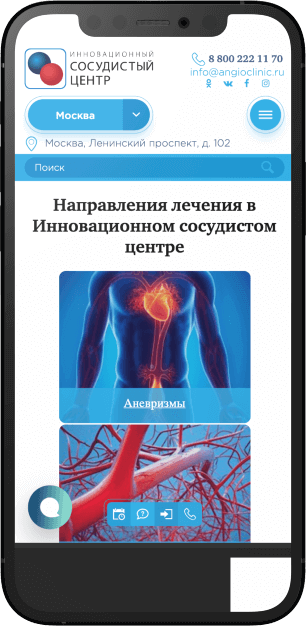 ИННОВАЦИОННЫЙ
СОСУДИСТЫЙ
ЦЕНТР
8 800 222 11 70
info@angioclinic.ru
Москва
Москва, Ленинский проспект, д. 102
Поиск
Направления лечения в
Инновационном сосудистом
центре
Аневризмы